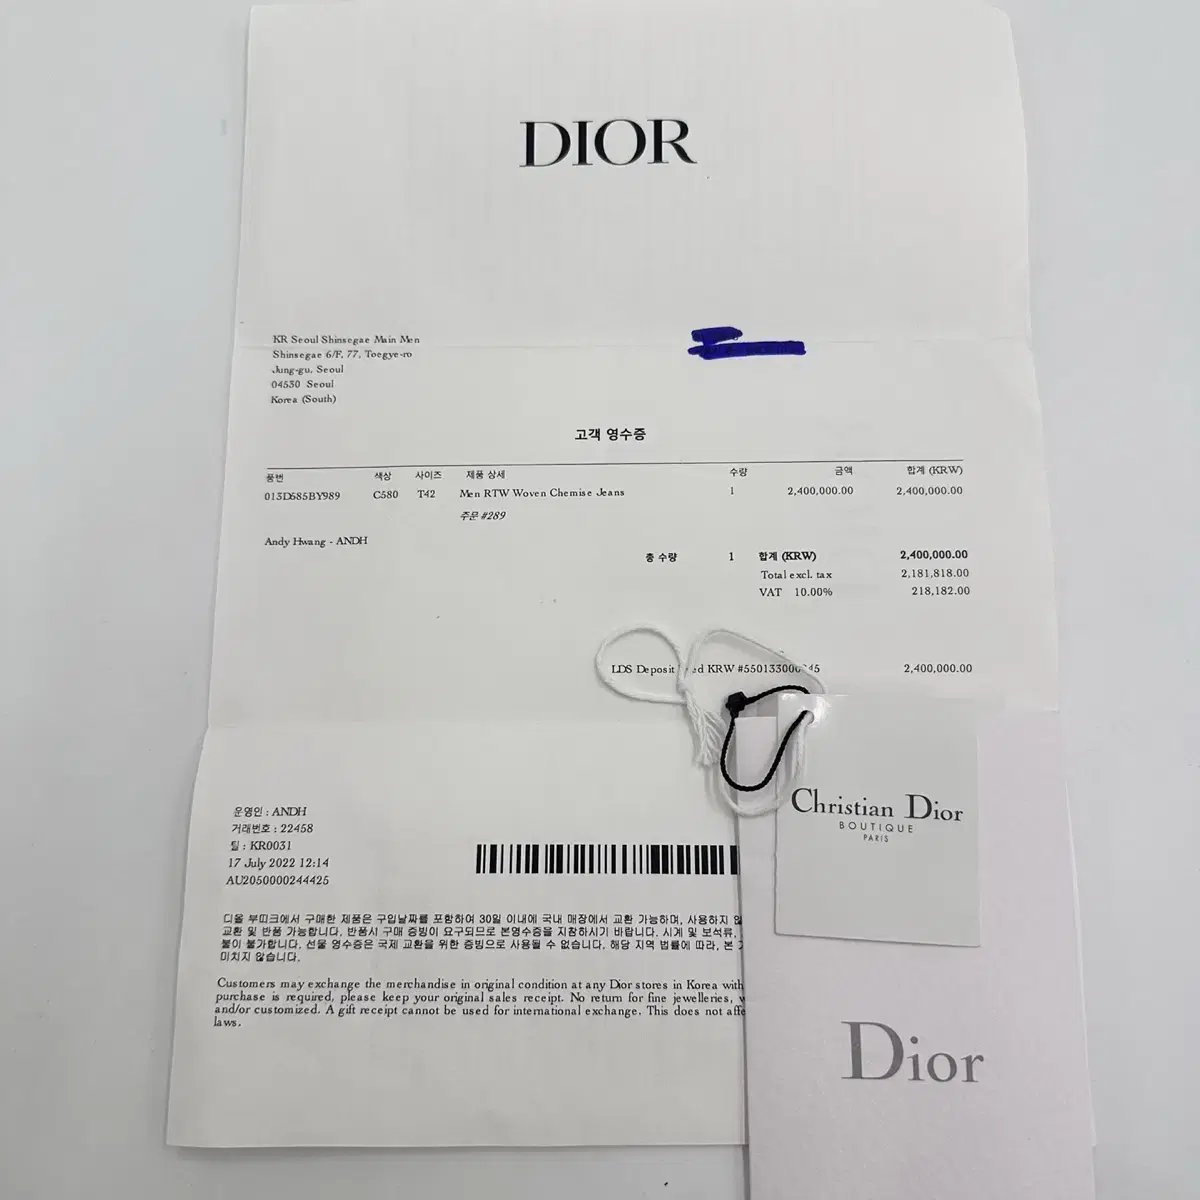 DIOR
KR Seoul Shinsegae Main Men
Shinsegae 6/F, 77, Toegye-ro
Jung-gu, Seoul
04530 Seoul
Korea (South)
고객 영수증
품번 색상 사이즈 제품 상세 수량 금액 합계 (KRW)
013D585BY989 C580 T42 Men RTW Woven Chemise Jeans 1 2,400,000.00 2,400,000.00
주문 #289
Andy Hwang - ANDH
총 수량 1 합계 (KRW) 2,400,000.00
Total excl. tax 2,181,818.00
VAT 10.00% 218,182.00
LDS Deposit KRW 2,400,000.00
Christian Dior
BOUTIQUE
PARIS
운영인 : ANDH
거래번호 : 22458
틸 : KR0031
17 July 2022 12:14
AU2050000244425
디올 부띠크에서 구매한 제품은 구입날짜를 포함하여 30일 이내에 국내 매장에서 교환 가능하며, 사용하지
교환 및 반품 가능합니다. 반품시 구매 증빙이 요구되므로 본영수증을 지참하시기 바랍니다. 시계 및 보석류,
불이 불가합니다. 선물 영수증은 국제 교환을 위한 증빙으로 사용될 수 없습니다. 해당 지역 법률에 따라, 본
미치지 않습니다.
Customers may exchange the merchandise in original condition at any Dior stores in Korea with
purchase is required, please keep your original sales receipt. No return for fine jewelleries,
and/or customized. A gift receipt cannot be used for international exchange. This does not
laws.
Dior